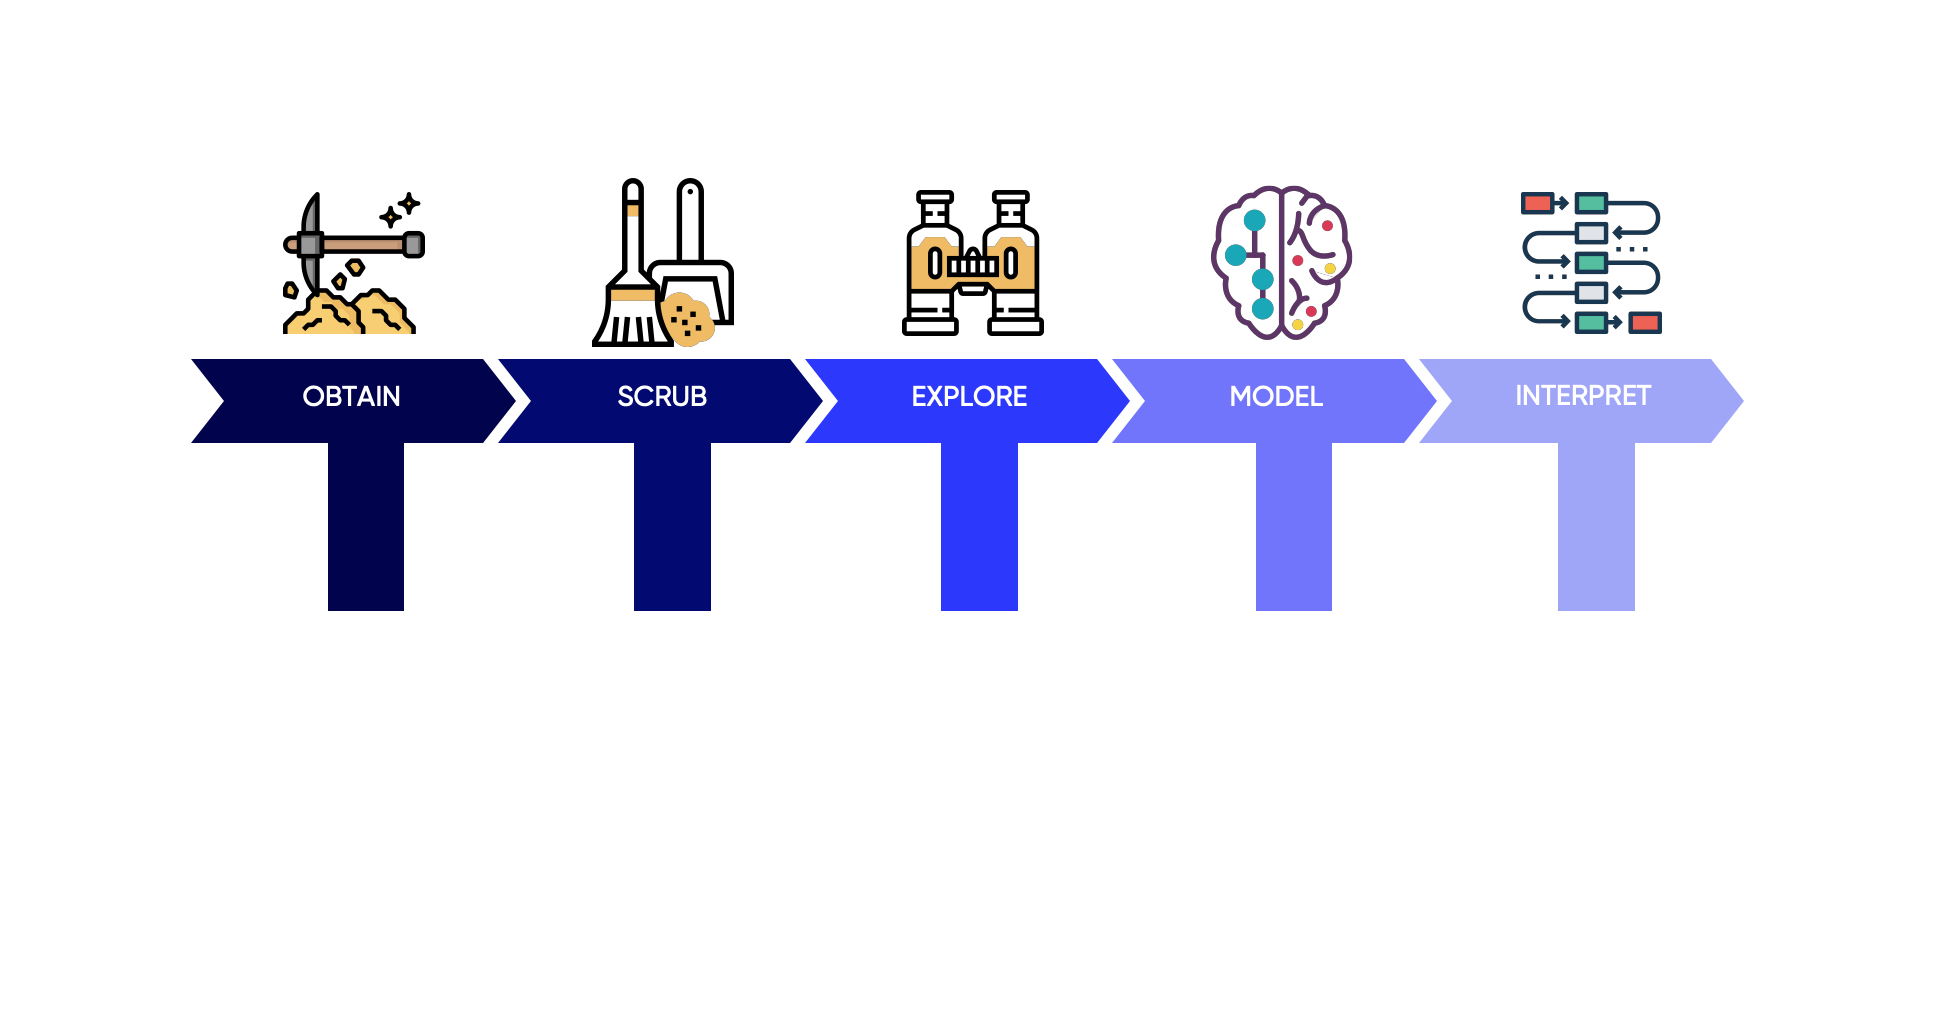 OBTAIN
SCRUB
EXPLORE
MODEL
INTERPRET